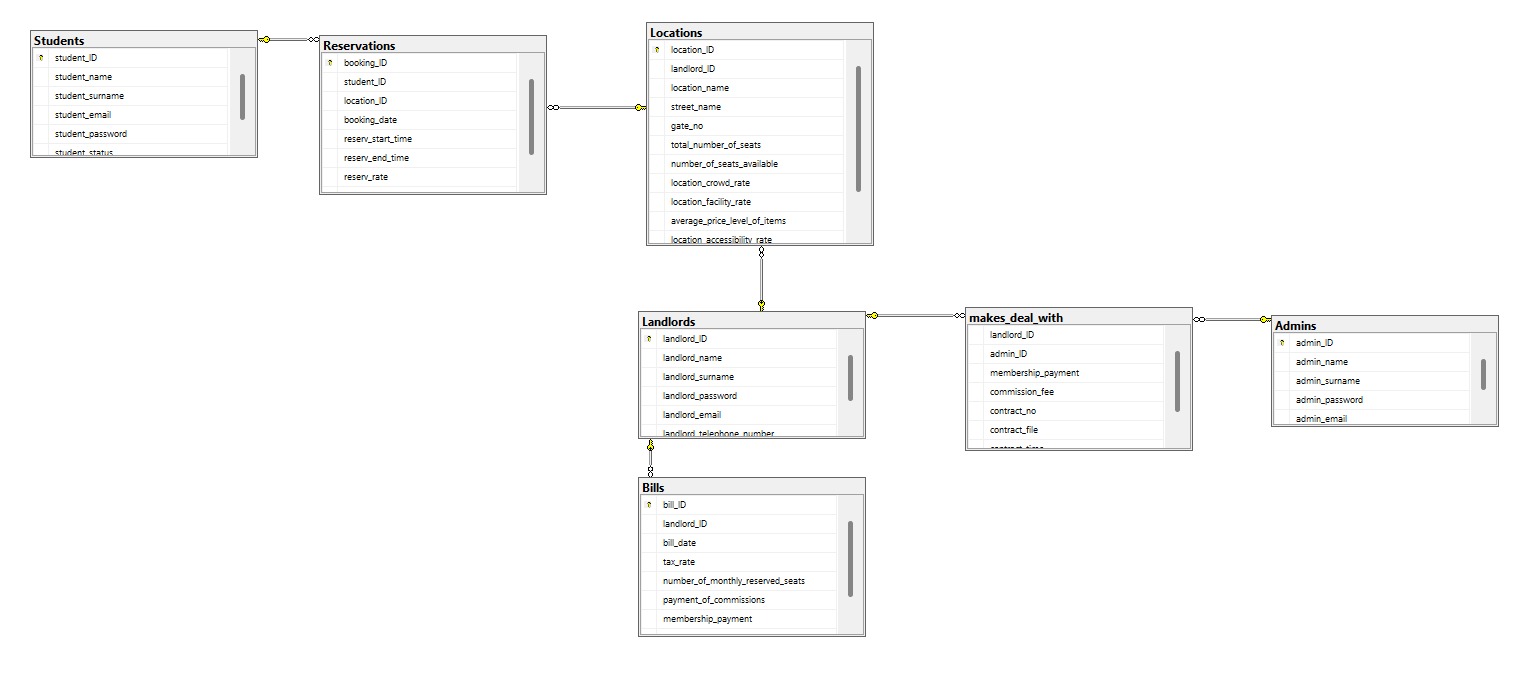 Students
student_ID
student_name
student_surname
student_email
student_password
student_status
Reservations
booking_ID
student_ID
location_ID
booking_date
reserv_start_time
reserv_end_time
reserv_rate
Locations
location_ID
landlord_ID
location_name
street_name
gate_no
total_number_of_seats
number_of_seats_available
location_crowd_rate
location_facility_rate
average_price_level_of_items
location_accessibility_rate
Landlords
landlord_ID
landlord_name
landlord_surname
landlord_password
landlord_email
landlord_telephone_number
makes_deal_with
landlord_ID
admin_ID
membership_payment
commission_fee
contract_no
contract_file
contract_time
Admins
admin_ID
admin_name
admin_surname
admin_password
admin_email
Bills
bill_ID
landlord_ID
bill_date
tax_rate
number_of_monthly_reserved_seats
payment_of_commissions
membership_payment